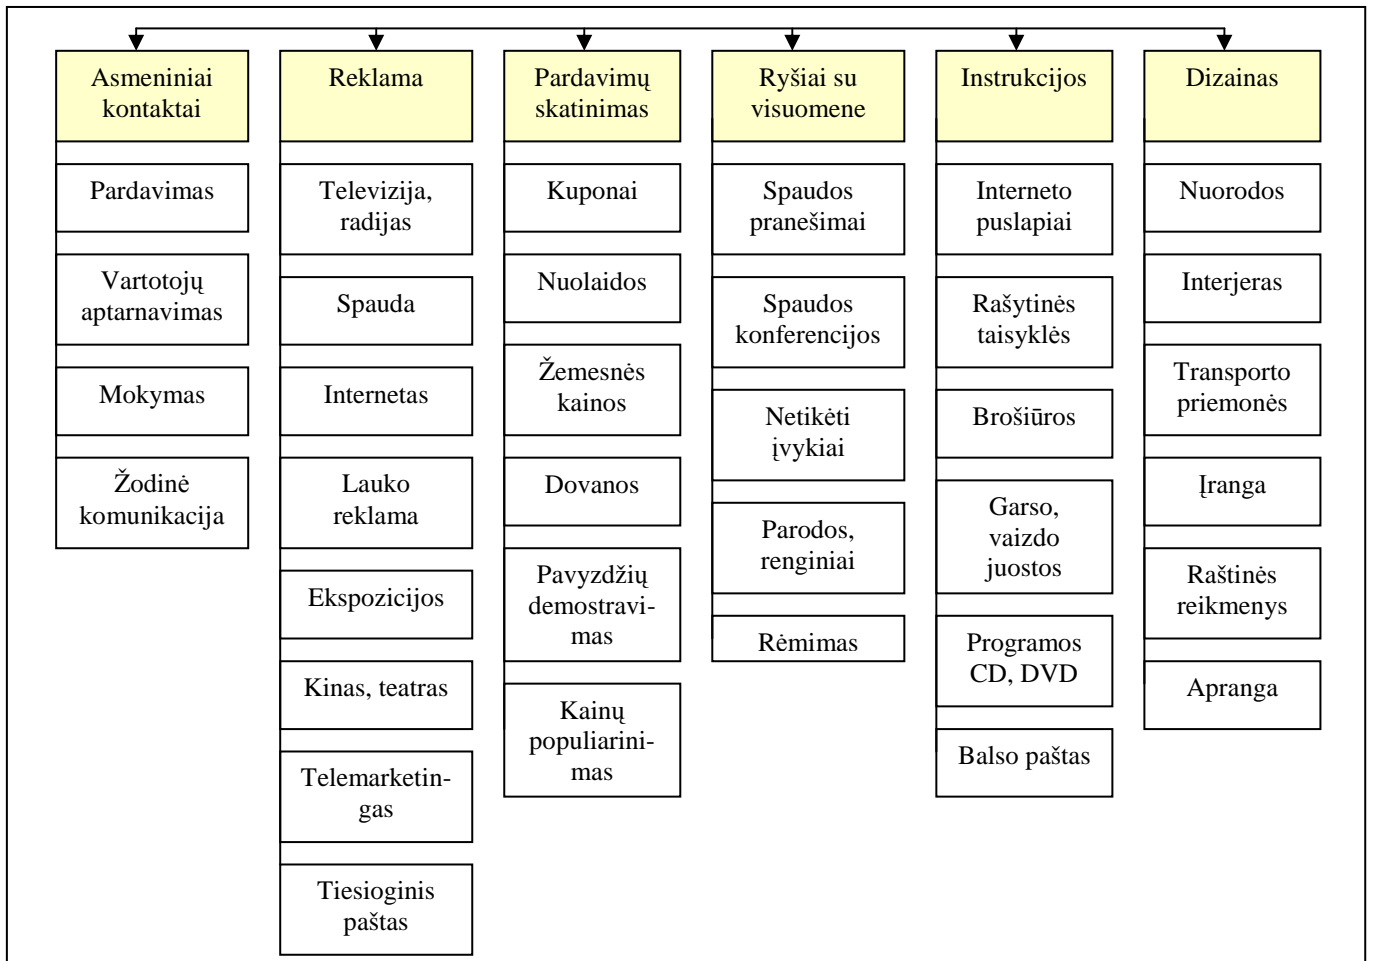 Asmeniniai
kontaktai
Pardavimas
Vartotojų
aptarnavimas
Mokymas
Žodinė
komunikacija
Reklama
Televizija,
radijas
Spauda
Internetas
Lauko
reklama
Ekspozicijos
Kinas, teatras
Telemarketin-
gas
Tiesioginis
paštas
Pardavimų
skatinimas
Kuponai
Nuolaidos
Žemesnės
kainos
Dovanos
Pavyzdžių
demostravi-
mas
Kainų
populiarini-
mas
Ryšiai su
visuomene
Spaudos
pranešimai
Spaudos
konferencijos
Netikėti
įvykiai
Parodos,
renginiai
Rėmimas
Instrukcijos
Interneto
puslapiai
Rašytinės
taisyklės
Brošiūros
Garso,
vaizdo
juostos
Programos
CD, DVD
Balso paštas
Dizainas
Nuorodos
Interjeras
Transporto
priemonės
Įranga
Raštinės
reikmenys
Apranga